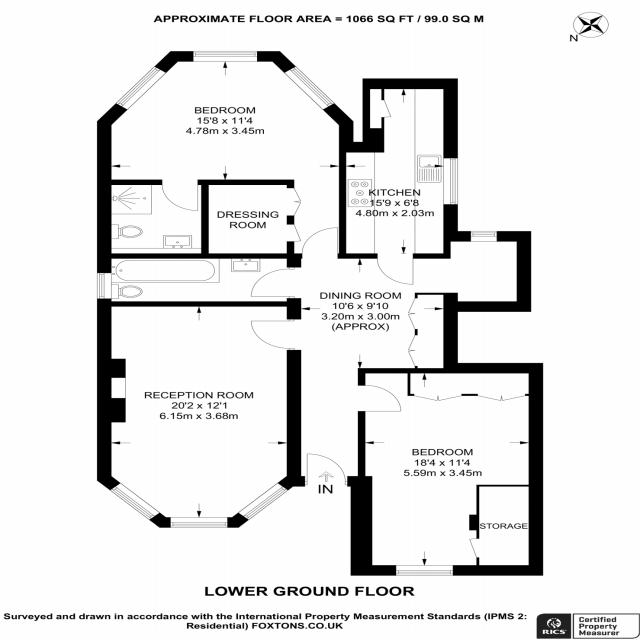 APPROXIMATE FLOOR AREA = 1066 SQ FT / 99.0 SQ M
N
BEDROOM
15'8 x 11'4
4.78m x 3.45m
KITCHEN
15'9 x 6'8
4.80m x 2.03m
DRESSING
ROOM
DINING ROOM
10'6 x 9'10
3.20m x 3.00m
(APPROX)
RECEPTION ROOM
20'2 x 12'1
6.15m x 3.68m
BEDROOM
18'4 x 11'4
5.59m x 3.45m
IN
STORAGE
LOWER GROUND FLOOR
Surveyed and drawn in accordance with the International Property Measurement Standards (IPMS 2:
Residential) FOXTONS.CO.UK
RICS
Certified
Property
Measurer